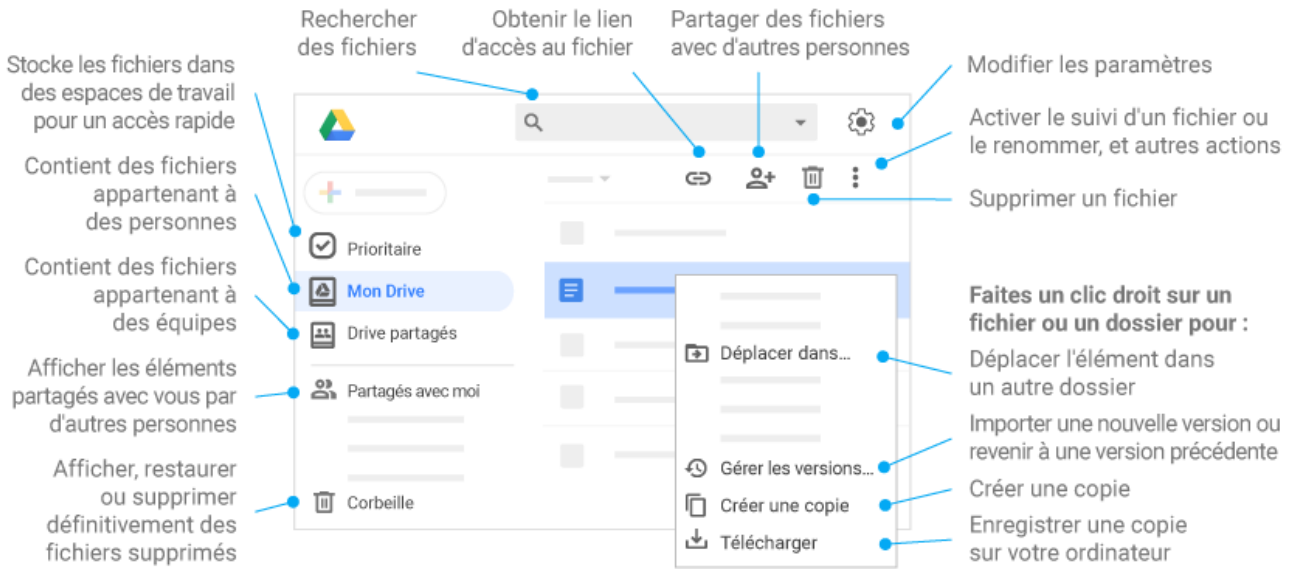 Rechercher
des fichiers
Obtenir le lien
d'accès au fichier
Partager des fichiers
avec d'autres personnes
Stocke les fichiers dans
des espaces de travail
pour un accès rapide
Contient des fichiers
appartenant à
des personnes
Contient des fichiers
appartenant à
des équipes
Afficher les éléments
partagés avec vous par
d'autres personnes
Afficher, restaurer
ou supprimer
définitivement des
fichiers supprimés
Prioritaire
Mon Drive
Drive partagés
Partagés avec moi
Corbeille
Déplacer dans...
Gérer les versions...
Créer une copie
Télécharger
Modifier les paramètres
Activer le suivi d'un fichier ou
le renommer, et autres actions
Supprimer un fichier
Faites un clic droit sur un
fichier ou un dossier pour :
Déplacer l'élément dans
un autre dossier
Importer une nouvelle version ou
revenir à une version précédente
Créer une copie
Enregistrer une copie
sur votre ordinateur